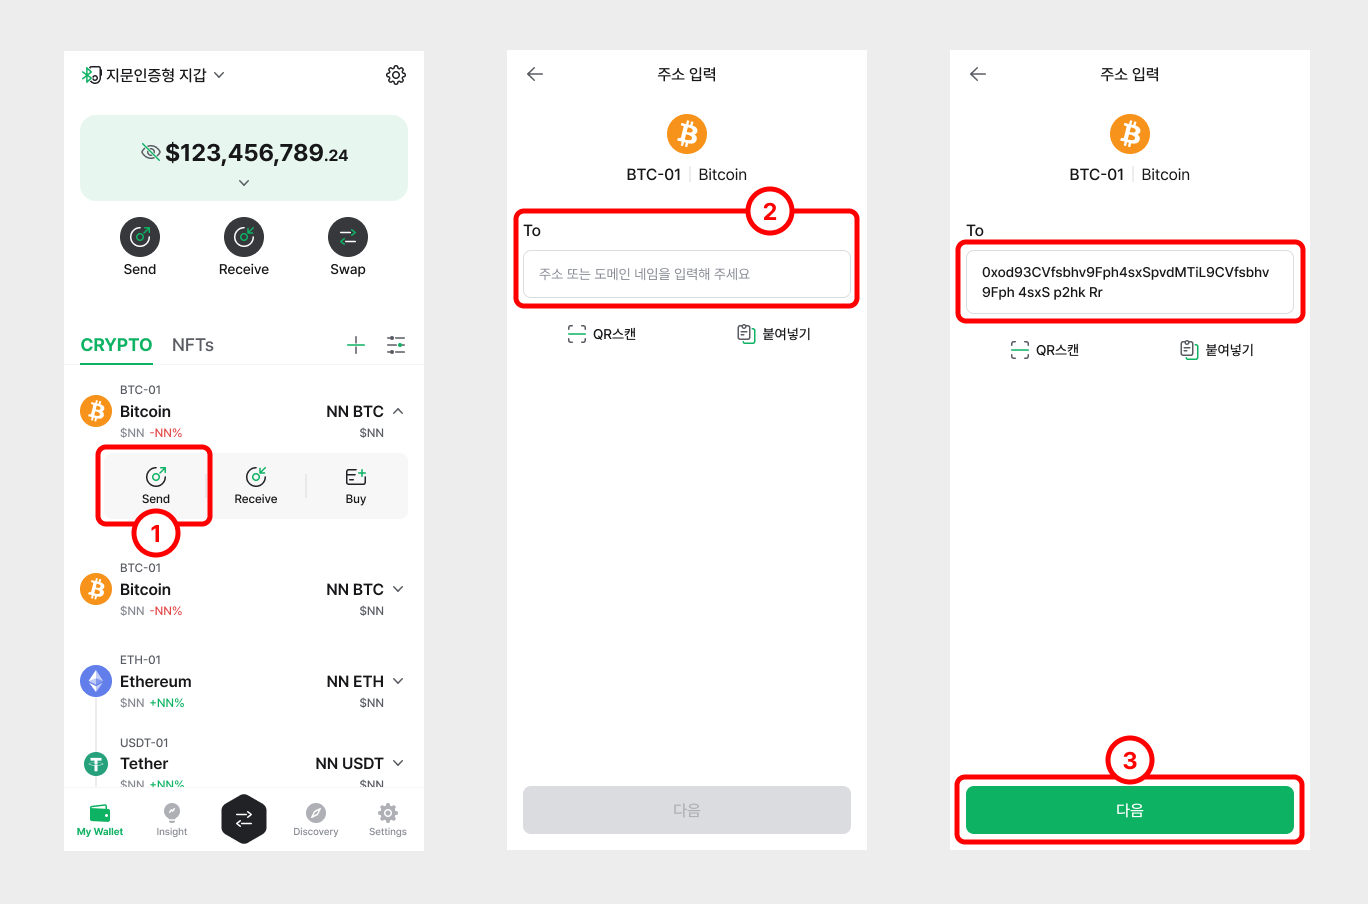 지문인증형 지갑
$123,456,789.24
Send
Receive
Swap
CRYPTO
NFTs
BTC-01
Bitcoin
NN BTC
$NN -NN%
$NN
Send
Receive
Buy
1
BTC-01
Bitcoin
NN BTC
$NN -NN%
$NN
ETH-01
Ethereum
NN ETH
$NN +NN%
$NN
USDT-01
Tether
NN USDT
$NN +NN%
$NN
My Wallet
Insight
Discovery
Settings
주소 입력
BTC-01
Bitcoin
2
To
주소 또는 도메인 네임을 입력해 주세요
QR스캔
붙여넣기
다음
주소 입력
BTC-01
Bitcoin
To
0xod93CVfsbhv9Fph4sxSpvdMTiL9CVfsbhv
9Fph 4sxS p2hk Rr
QR스캔
붙여넣기
3
다음